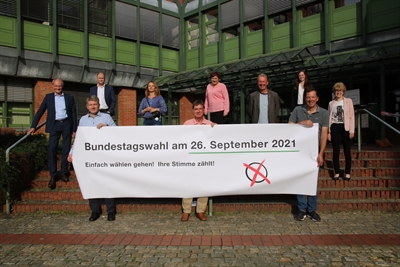 Bundestagswahl am 26. September 2021
Einfach wählen gehen! Ihre Stimme zählt!